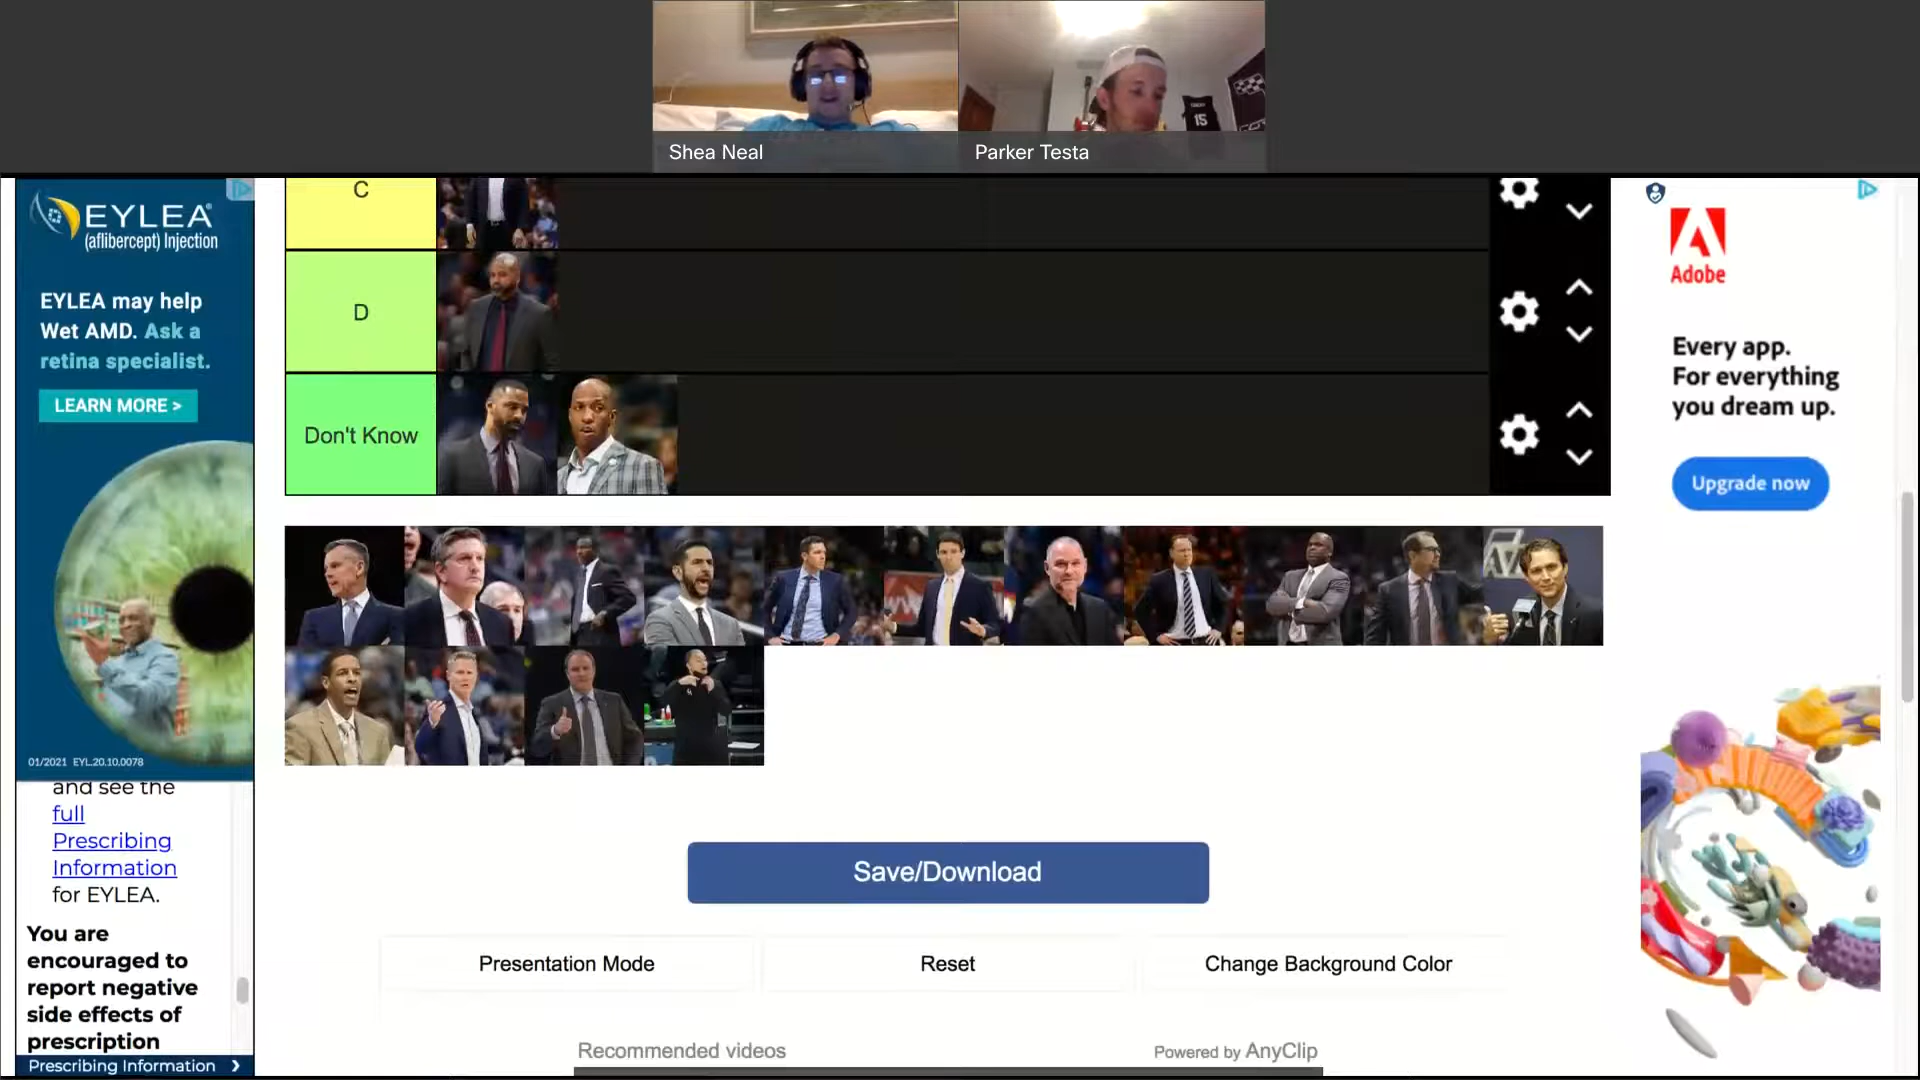 Shea Neal
Parker Testa
EYLEA
(aflibercept) Injection
EYLEA may help
Wet AMD. Ask a
retina specialist.
LEARN MORE >
01/2021 EYL.20.10.0078
and see the
full
Prescribing
Information
for EYLEA.
You are
encouraged to
report negative
side effects of
prescription
Prescribing Information
C
D
Don't Know
15
Save/Download
Presentation Mode
Reset
Change Background Color
Recommended videos
Powered by AnyClip
Adobe
Every app.
For everything
you dream up.
Upgrade now